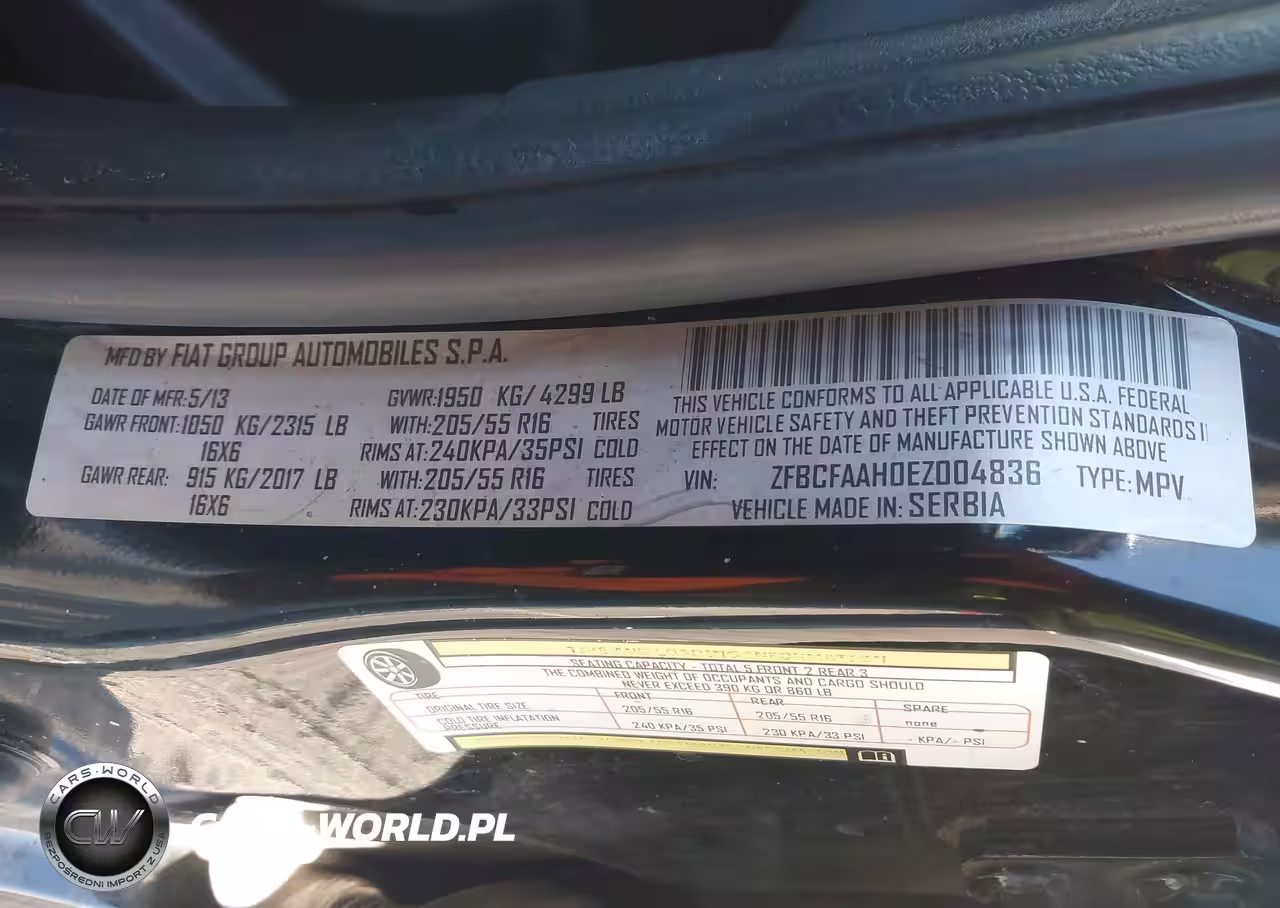 MFD BY FIAT GROUP AUTOMOBILES S.P.A.
DATE OF MFR: 5/13 GVWR: 1950 KG/ 4299 LB
GAWR FRONT: 1050 KG/2315 LB WITH: 205/55 R16 TIRES
16X6 RIMS AT: 240KPA/35PSI COLD
GAWR REAR: 915 KG/2017 LB WITH: 205/55 R16 TIRES
16X6 RIMS AT: 230KPA/33PSI COLD
THIS VEHICLE CONFORMS TO ALL APPLICABLE U.S.A. FEDERAL
MOTOR VEHICLE SAFETY AND THEFT PREVENTION STANDARDS I
EFFECT ON THE DATE OF MANUFACTURE SHOWN ABOVE
VIN: ZFBCFAAH0EZ004836 TYPE: MPV
VEHICLE MADE IN: SERBIA
SEATING CAPACITY - TOTAL 5 FRONT 2 REAR 3
THE COMBINED WEIGHT OF OCCUPANTS AND CARGO SHOULD
NEVER EXCEED 390 KG OR 860 LB
TIRE FRONT REAR SPARE
ORIGINAL TIRE SIZE 205/55 R16 205/55 R16 none
COLD TIRE INFLATION PRESSURE 240 KPA/35 PSI 230 KPA/33 PSI - KPA/- PSI
CARS-WORLD
CW
BEZPOŚREDNI IMPORT Z USA
CARS-WORLD.PL